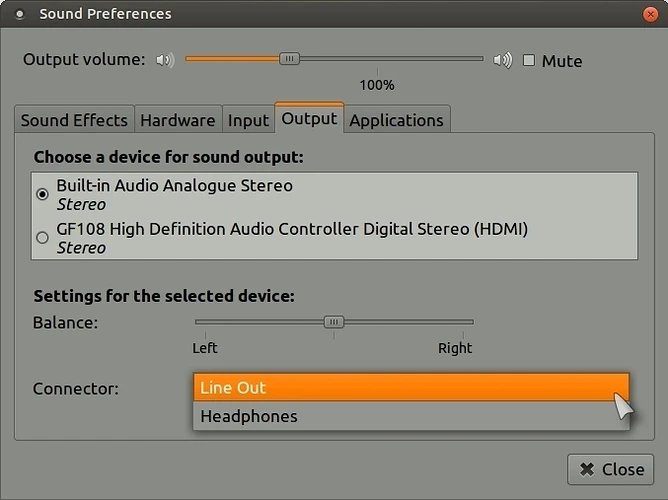 Sound Preferences
Output volume:
Mute
100%
Sound Effects Hardware Input Output Applications
Choose a device for sound output:
Built-in Audio Analogue Stereo
Stereo
GF108 High Definition Audio Controller Digital Stereo (HDMI)
Stereo
Settings for the selected device:
Balance:
Left Right
Connector:
Line Out
Headphones
Close